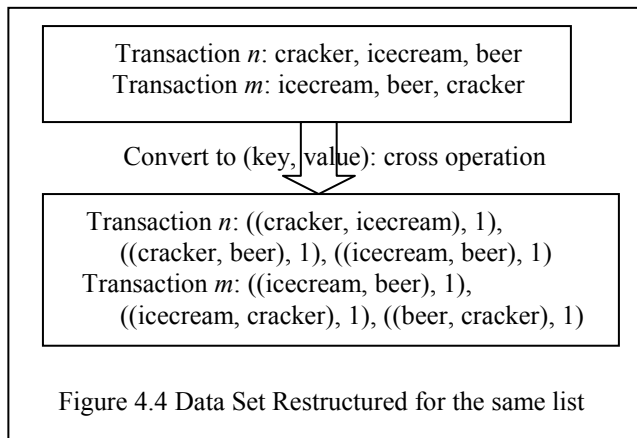 Transaction n: cracker, icecream, beer
Transaction m: icecream, beer, cracker
Convert to (key, value): cross operation
Transaction n: ((cracker, icecream), 1),
((cracker, beer), 1), ((icecream, beer), 1)
Transaction m: ((icecream, beer), 1),
((icecream, cracker), 1), ((beer, cracker), 1)
Figure 4.4 Data Set Restructured for the same list